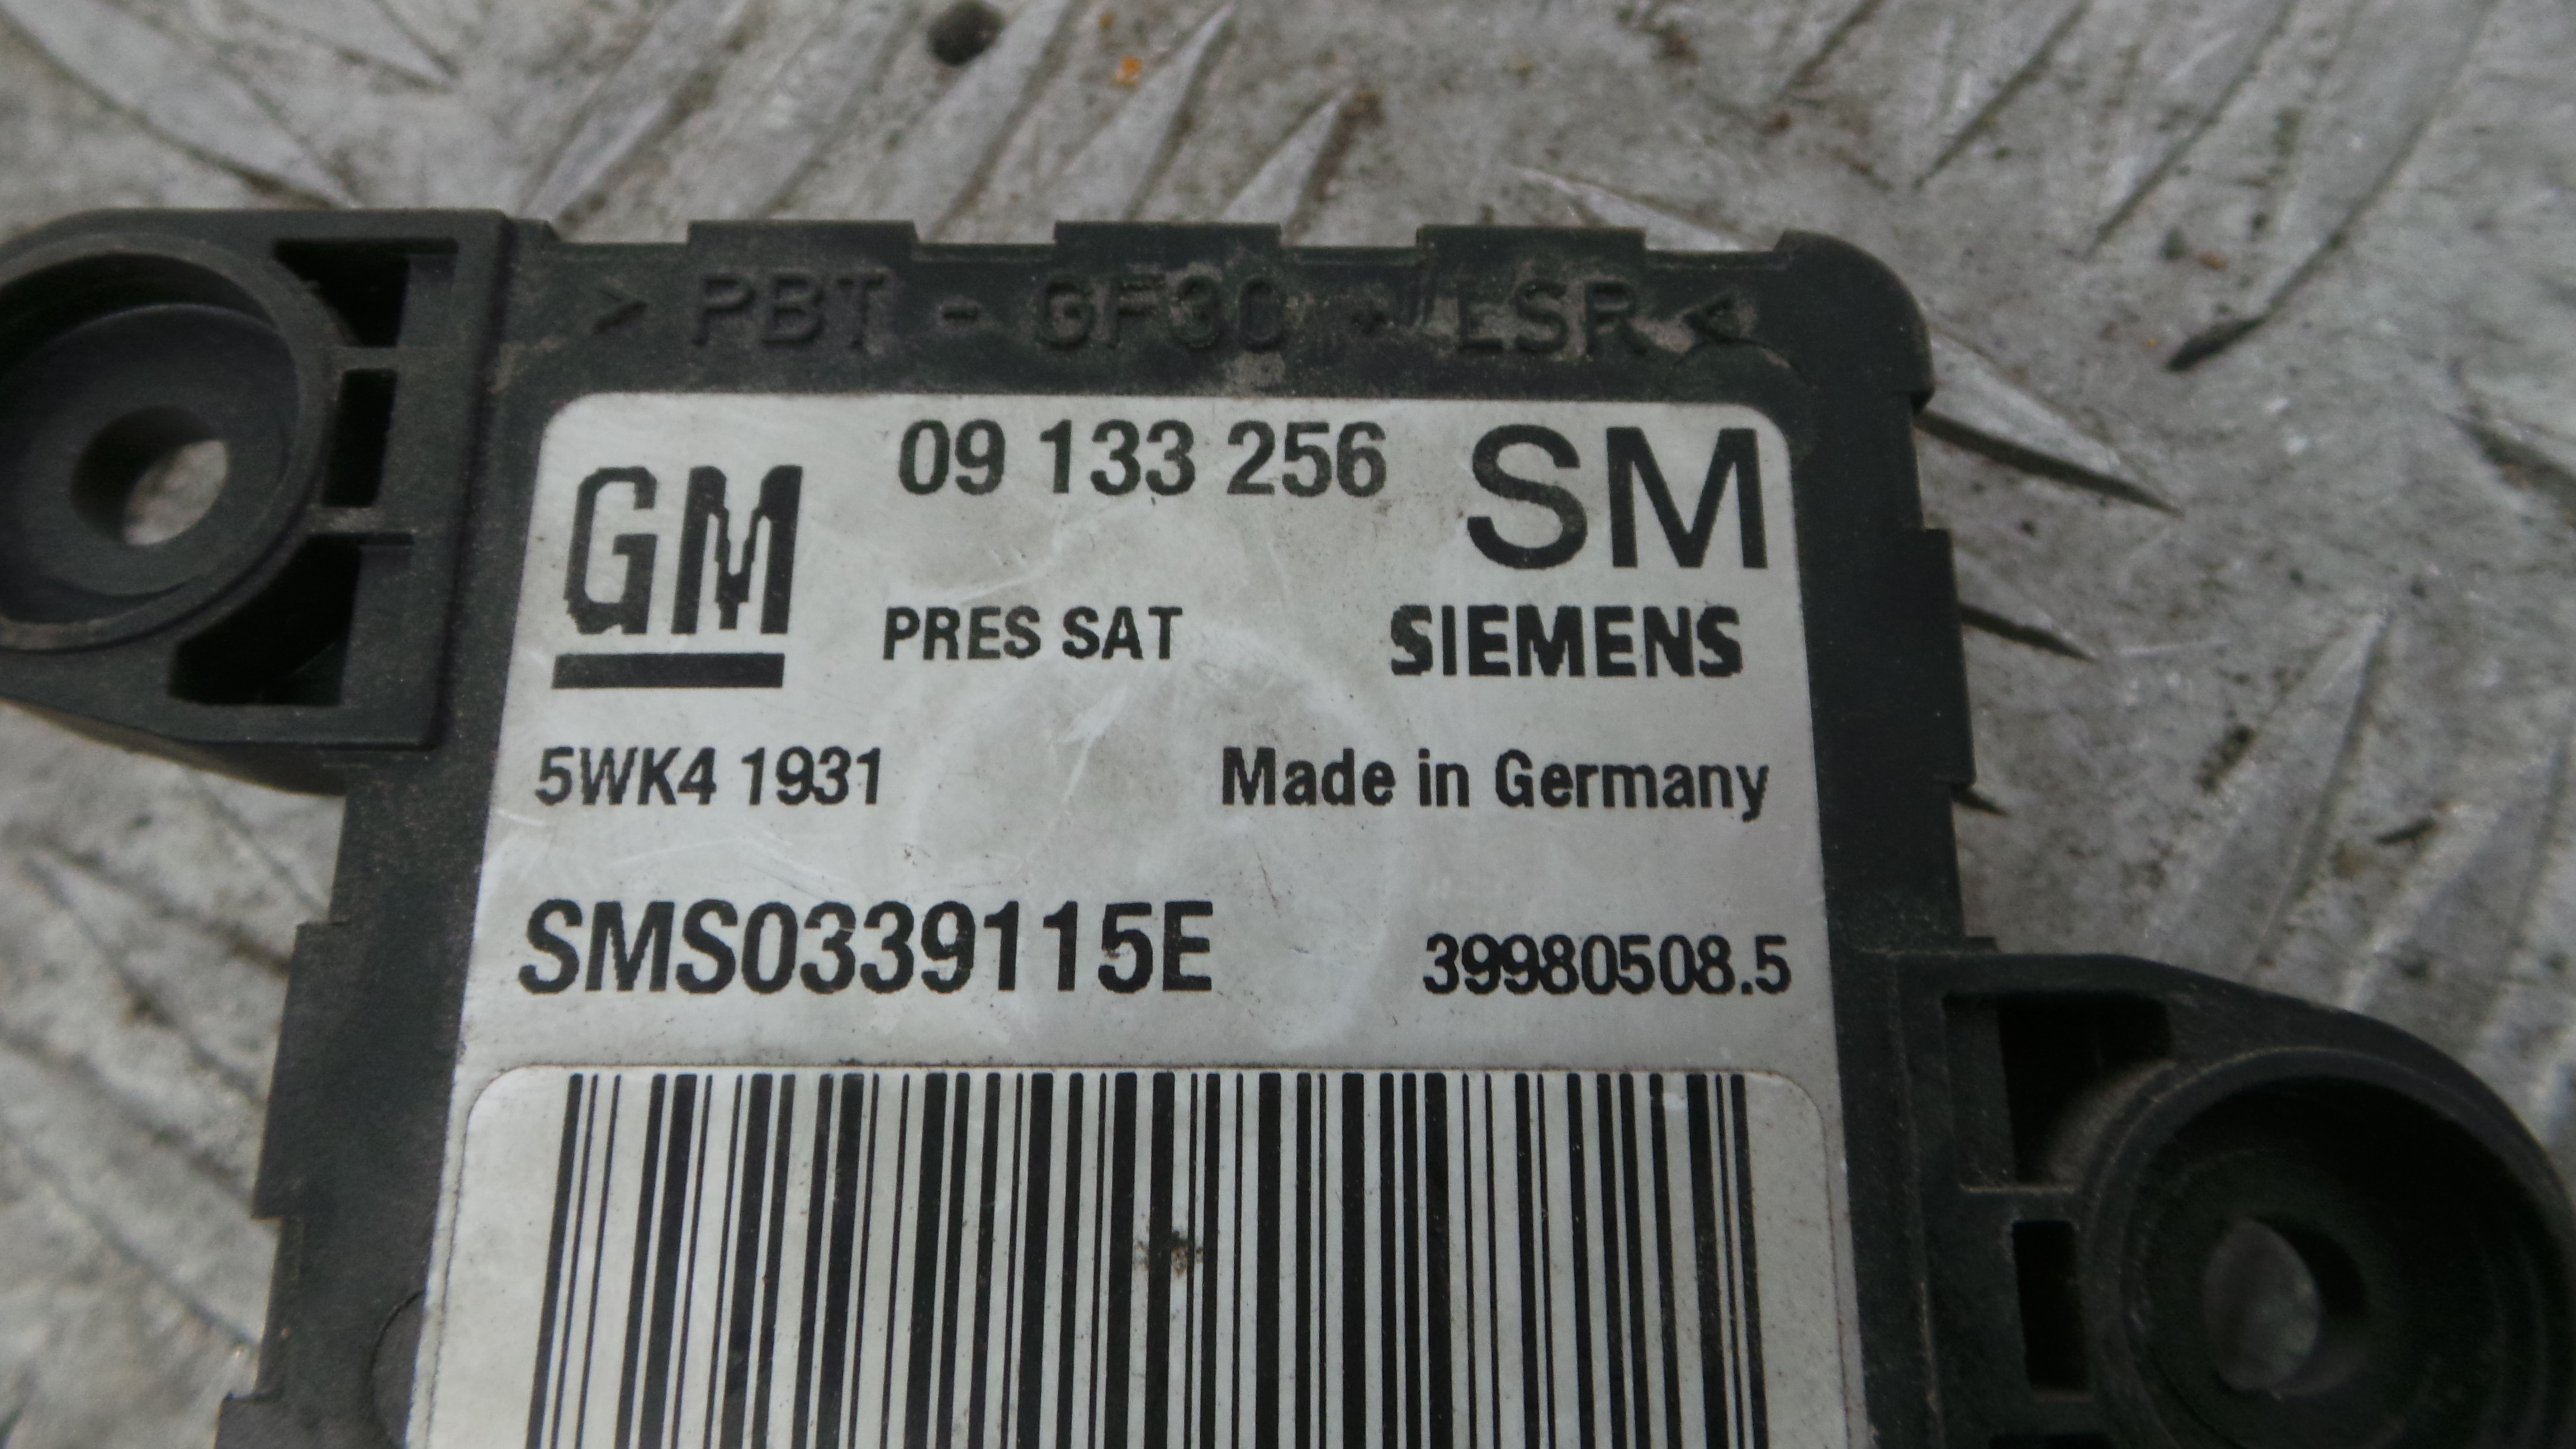 > PBT - GF30 + LSR <
09 133 256 SM
GM
PRES SAT SIEMENS
5WK4 1931 Made in Germany
SMS0339115E 39980508.5